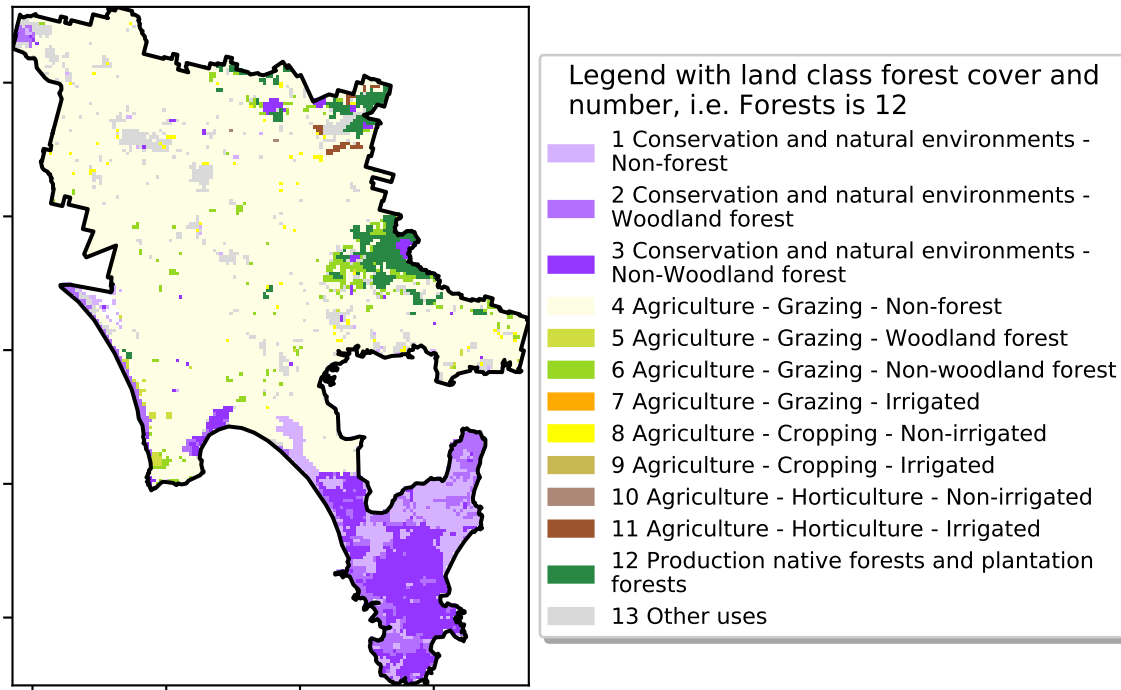 Legend with land class forest cover and
number, i.e. Forests is 12
1 Conservation and natural environments -
Non-forest
2 Conservation and natural environments -
Woodland forest
3 Conservation and natural environments -
Non-Woodland forest
4 Agriculture - Grazing - Non-forest
5 Agriculture - Grazing - Woodland forest
6 Agriculture - Grazing - Non-woodland forest
7 Agriculture - Grazing - Irrigated
8 Agriculture - Cropping - Non-irrigated
9 Agriculture - Cropping - Irrigated
10 Agriculture - Horticulture - Non-irrigated
11 Agriculture - Horticulture - Irrigated
12 Production native forests and plantation
forests
13 Other uses